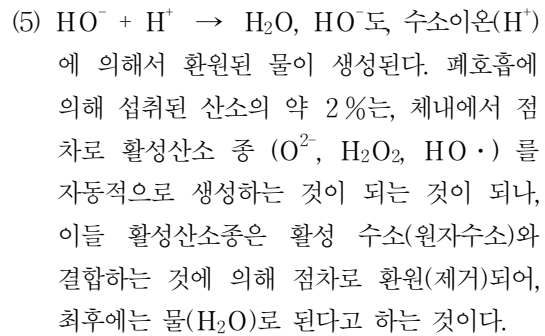 (5) HO⁻ + H⁺ → H₂O, HO⁻도, 수소이온(H⁺)
에 의해서 환원된 물이 생성된다. 폐호흡에
의해 섭취된 산소의 약 2%는, 체내에서 점
차로 활성산소 종 (O²⁻, H₂O₂, HO·) 를
자동적으로 생성하는 것이 되는 것이 되나,
이들 활성산소종은 활성 수소(원자수소)와
결합하는 것에 의해 점차로 환원(제거)되어,
최후에는 물(H₂O)로 된다고 하는 것이다.